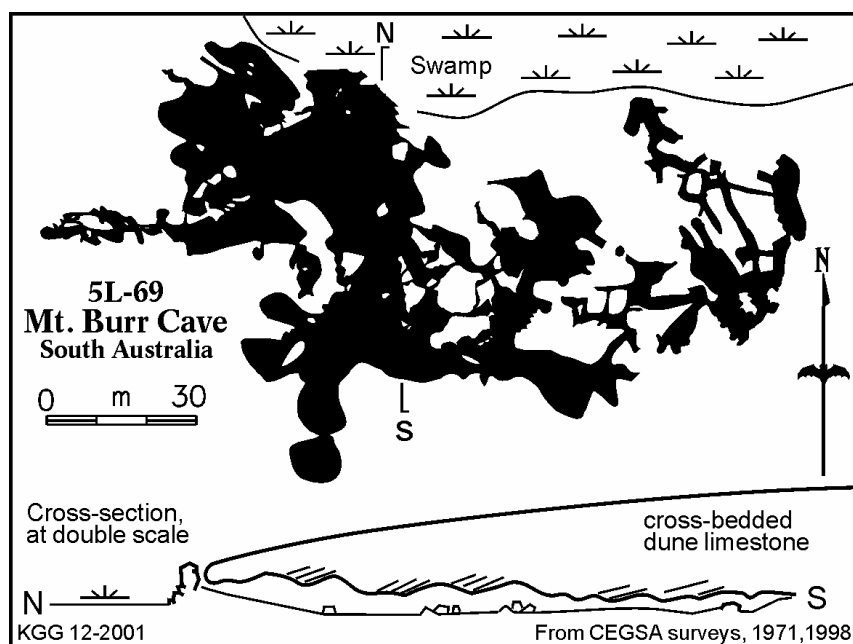 N
Swamp
5L-69
Mt. Burr Cave
South Australia
0 m 30
S
N
Cross-section,
at double scale
cross-bedded
dune limestone
N
S
KGG 12-2001
From CEGSA surveys, 1971,1998